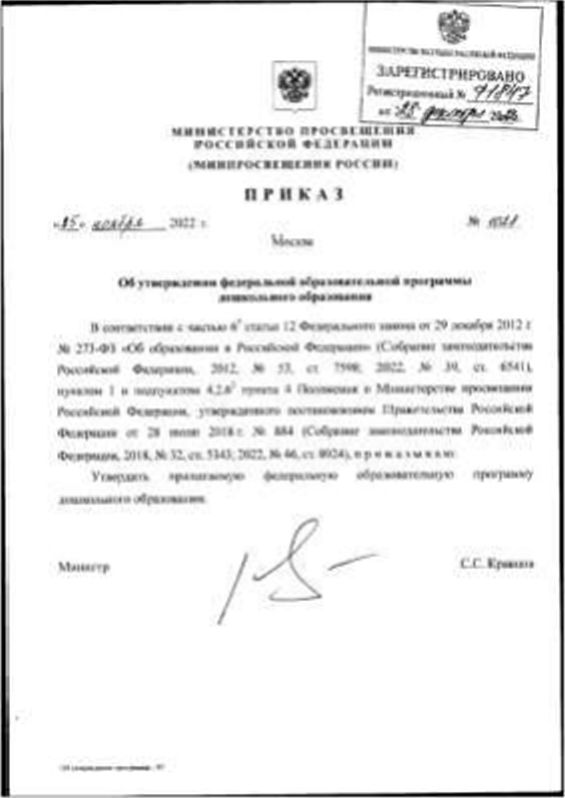 МИНИСТЕРСТВО ЮСТИЦИИ РОССИЙСКОЙ ФЕДЕРАЦИИ
ЗАРЕГИСТРИРОВАНО
Регистрационный № 71847
от 28 декабря 2022
МИНИСТЕРСТВО ПРОСВЕЩЕНИЯ
РОССИЙСКОЙ ФЕДЕРАЦИИ
(МИНПРОСВЕЩЕНИЯ РОССИИ)
ПРИКАЗ
«25» ноября 2022 г.
№ 1028
Москва
Об утверждении федеральной образовательной программы
дошкольного образования
В соответствии с частью 6⁵ статьи 12 Федерального закона от 29 декабря 2012 г.
№ 273-ФЗ «Об образовании в Российской Федерации» (Собрание законодательства
Российской Федерации, 2012, № 53, ст. 7598; 2022, № 39, ст. 6541),
пунктом 1 и подпунктом 4.2.6² пункта 4 Положения о Министерстве просвещения
Российской Федерации, утвержденного постановлением Правительства Российской
Федерации от 28 июля 2018 г. № 884 (Собрание законодательства Российской
Федерации, 2018, № 32, ст. 5343; 2022, № 46, ст. 8024), п р и к а з ы в а ю:
Утвердить прилагаемую федеральную образовательную программу
дошкольного образования.
Министр
С.С. Кравцов